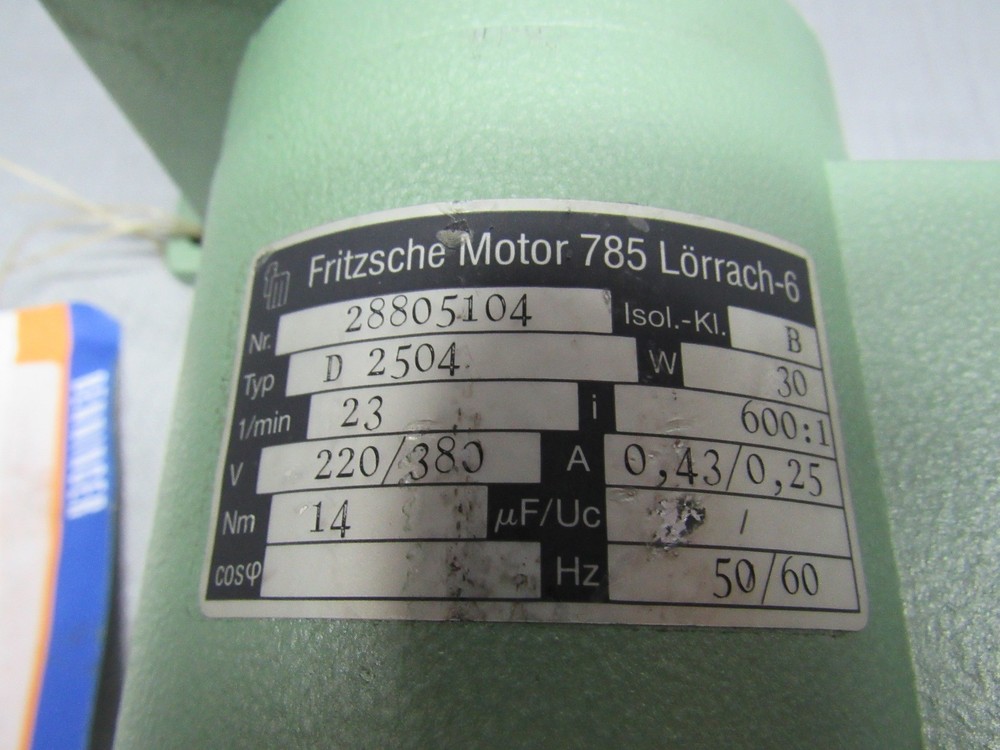 fm Fritzsche Motor 785 Lörrach-6
Nr. 28805104 Isol.-Kl. B
Typ D 2504 W 30
1/min 23 i 600:1
V 220/380 A 0,43/0,25
Nm 14 µF/Uc /
cosφ Hz 50/60